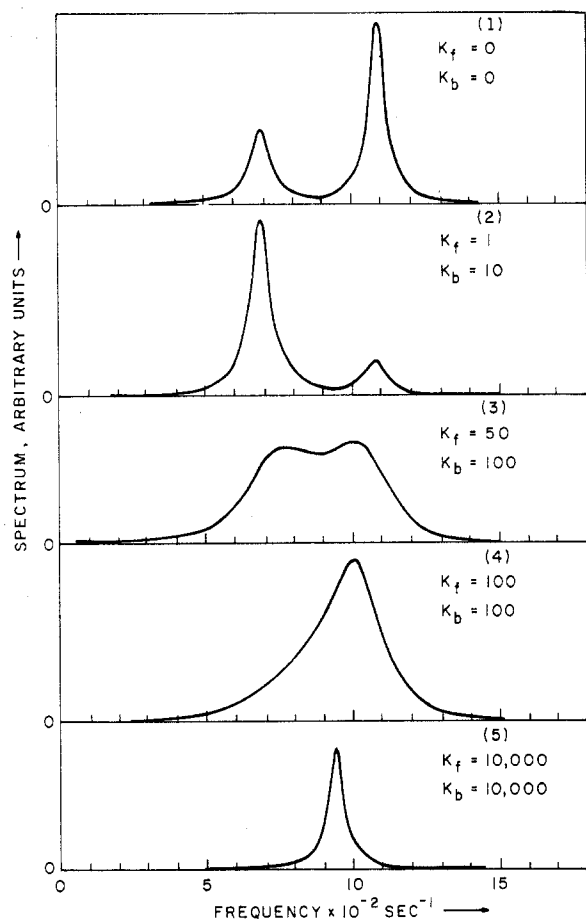 (1)
K_f = 0
K_b = 0
0
(2)
K_f = 1
K_b = 10
0
(3)
K_f = 50
K_b = 100
0
(4)
K_f = 100
K_b = 100
0
(5)
K_f = 10,000
K_b = 10,000
0
0 5 10 15
FREQUENCY × 10⁻² SEC⁻¹ →
SPECTRUM, ARBITRARY UNITS →